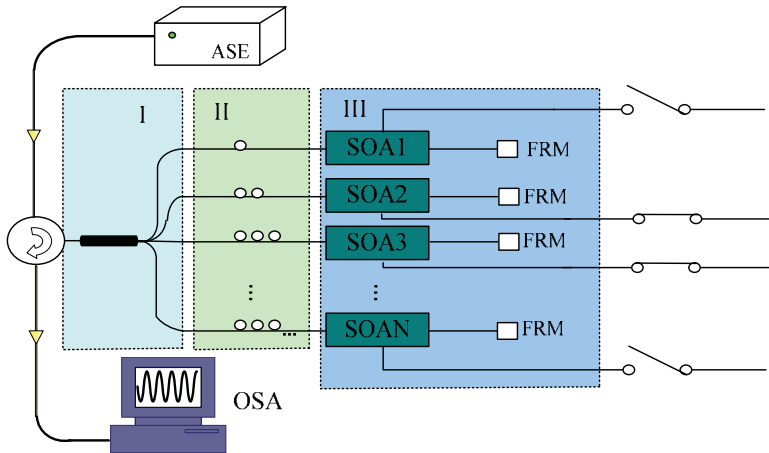 ASE
I
II
III
SOA1
FRM
SOA2
FRM
SOA3
FRM
...
...
SOAN
FRM
...
OSA